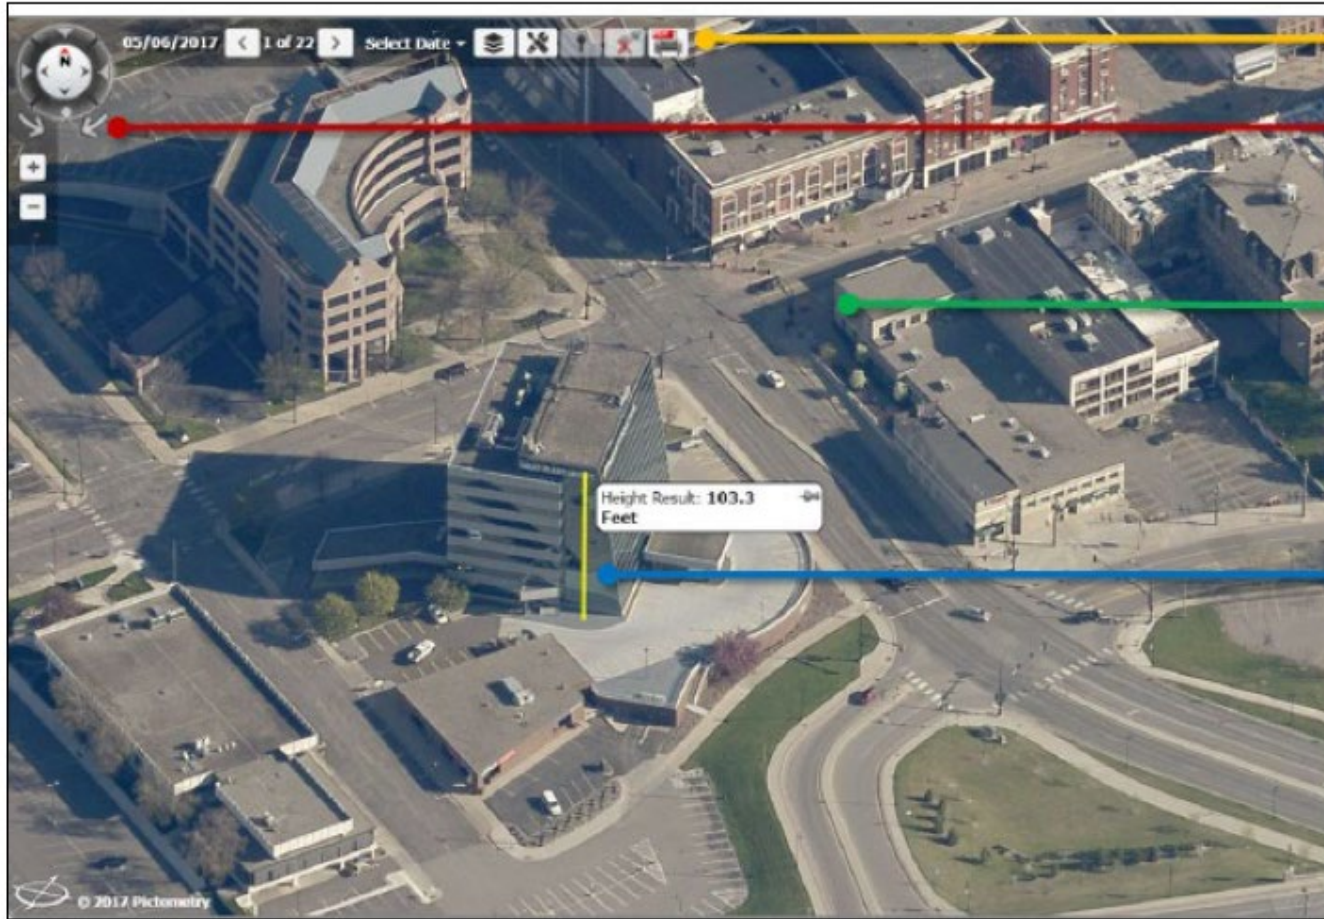 05/06/2017 1 of 22 Select Date
N
+
−
Height Result: 103.3
Feet
© 2017 Pictometry